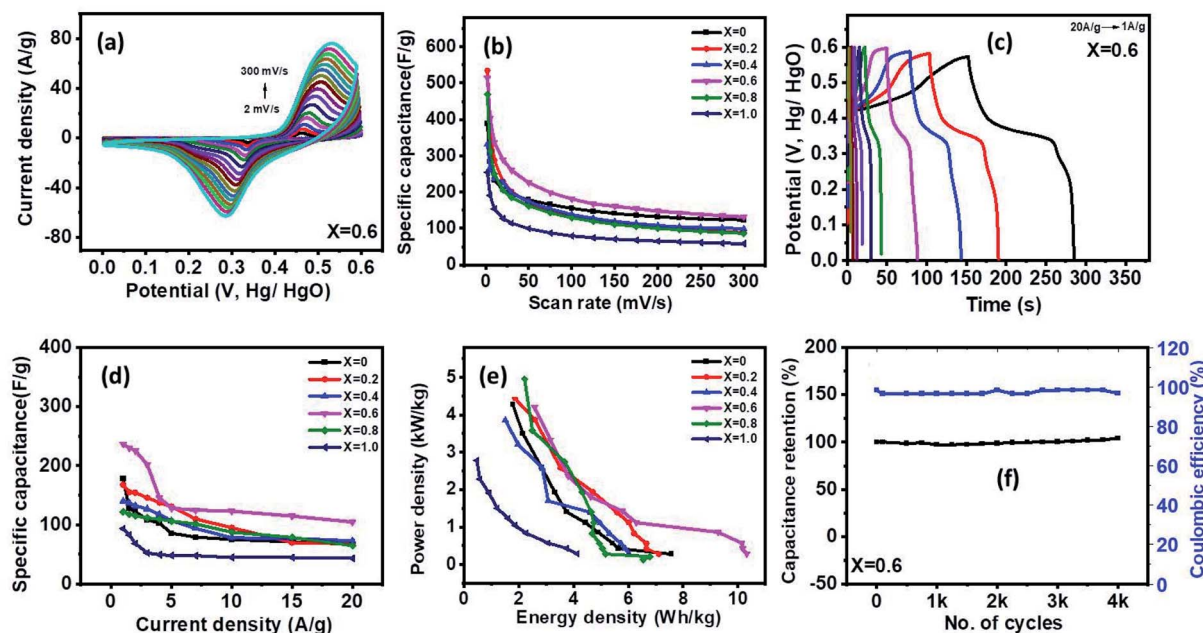 (a)
Current density (A/g)
80
40
0
-40
-80
300 mV/s
2 mV/s
X=0.6
0.0 0.1 0.2 0.3 0.4 0.5 0.6
Potential (V, Hg/ HgO)
(b)
Specific capacitance(F/g)
600
500
400
300
200
100
0
X=0
X=0.2
X=0.4
X=0.6
X=0.8
X=1.0
0 50 100 150 200 250 300
Scan rate (mV/s)
(c)
20A/g→1A/g
X=0.6
Potential (V, Hg/ HgO)
0.6
0.5
0.4
0.3
0.2
0.1
0.0
0 50 100 150 200 250 300 350
Time (s)
(d)
Specific capacitance(F/g)
400
300
200
100
0
X=0
X=0.2
X=0.4
X=0.6
X=0.8
X=1.0
0 5 10 15 20
Current density (A/g)
(e)
Power density (kW/kg)
5
4
3
2
1
0
X=0
X=0.2
X=0.4
X=0.6
X=0.8
X=1.0
0 2 4 6 8 10
Energy density (Wh/kg)
(f)
Capacitance retention (%)
200
150
100
50
0
-50
X=0.6
0 1k 2k 3k 4k
No. of cycles
120
100
80
60
40
20
0
Coulombic efficiency (%)